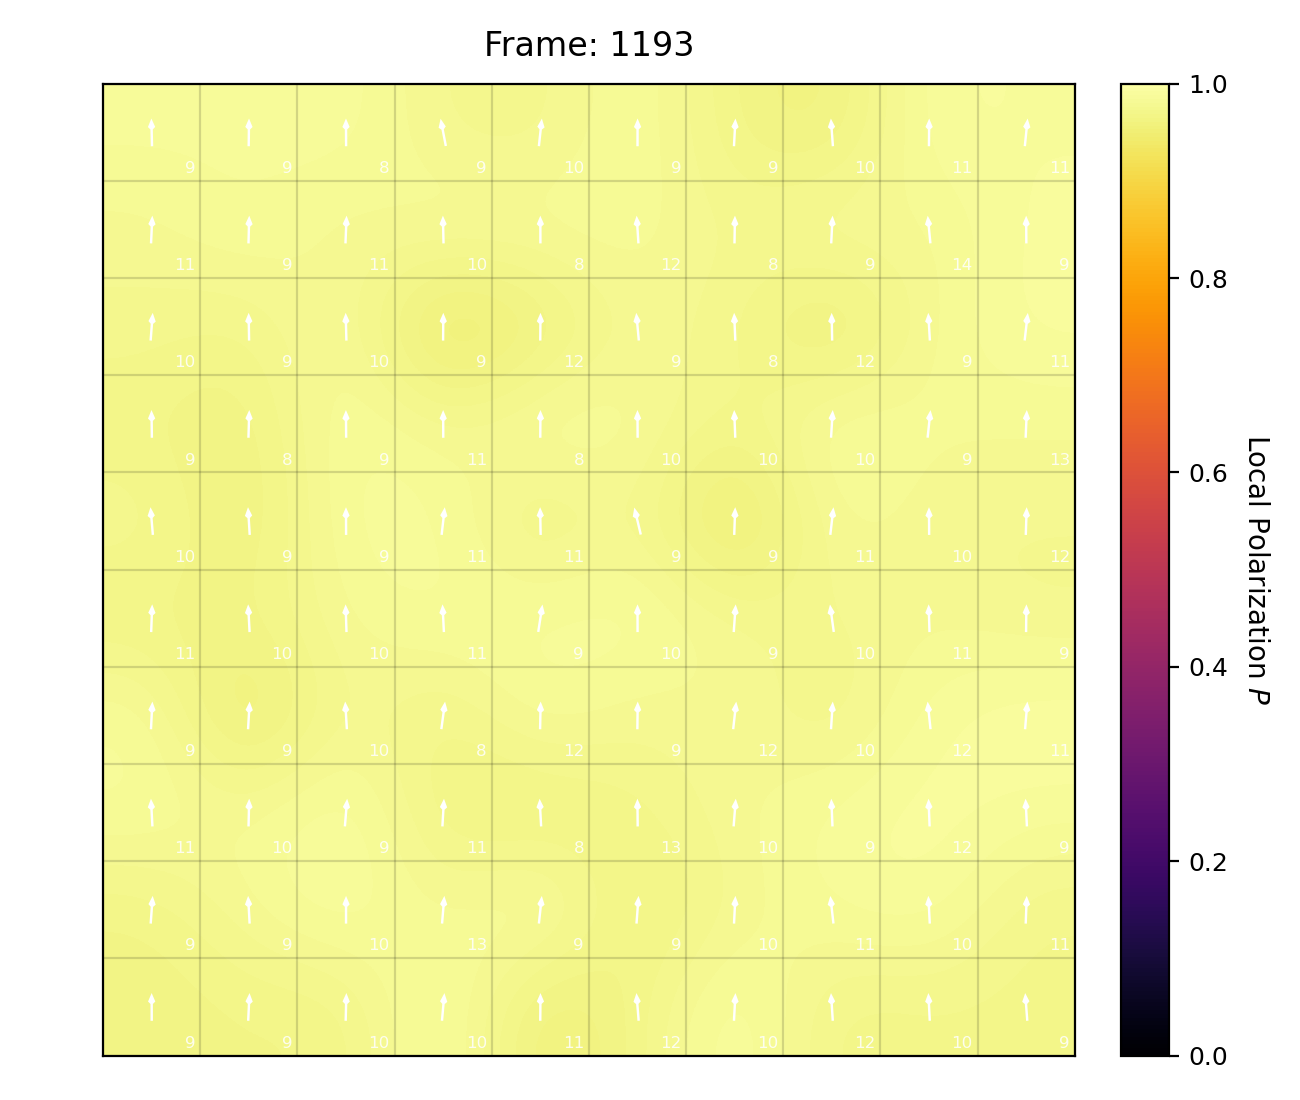 Frame: 1193
9 9 8 9 10 9 9 10 11 11
11 9 11 10 8 12 8 9 14 9
10 9 10 9 12 9 8 12 9 11
9 8 9 11 8 10 10 10 9 13
10 9 9 11 11 9 9 11 10 12
11 10 10 11 9 10 9 10 11 9
9 9 10 8 12 9 12 10 12 11
11 10 9 11 8 13 10 9 12 9
9 9 10 13 9 9 10 11 10 11
9 9 10 10 11 12 10 12 10 9
1.0
0.8
0.6
0.4
0.2
0.0
Local Polarization P